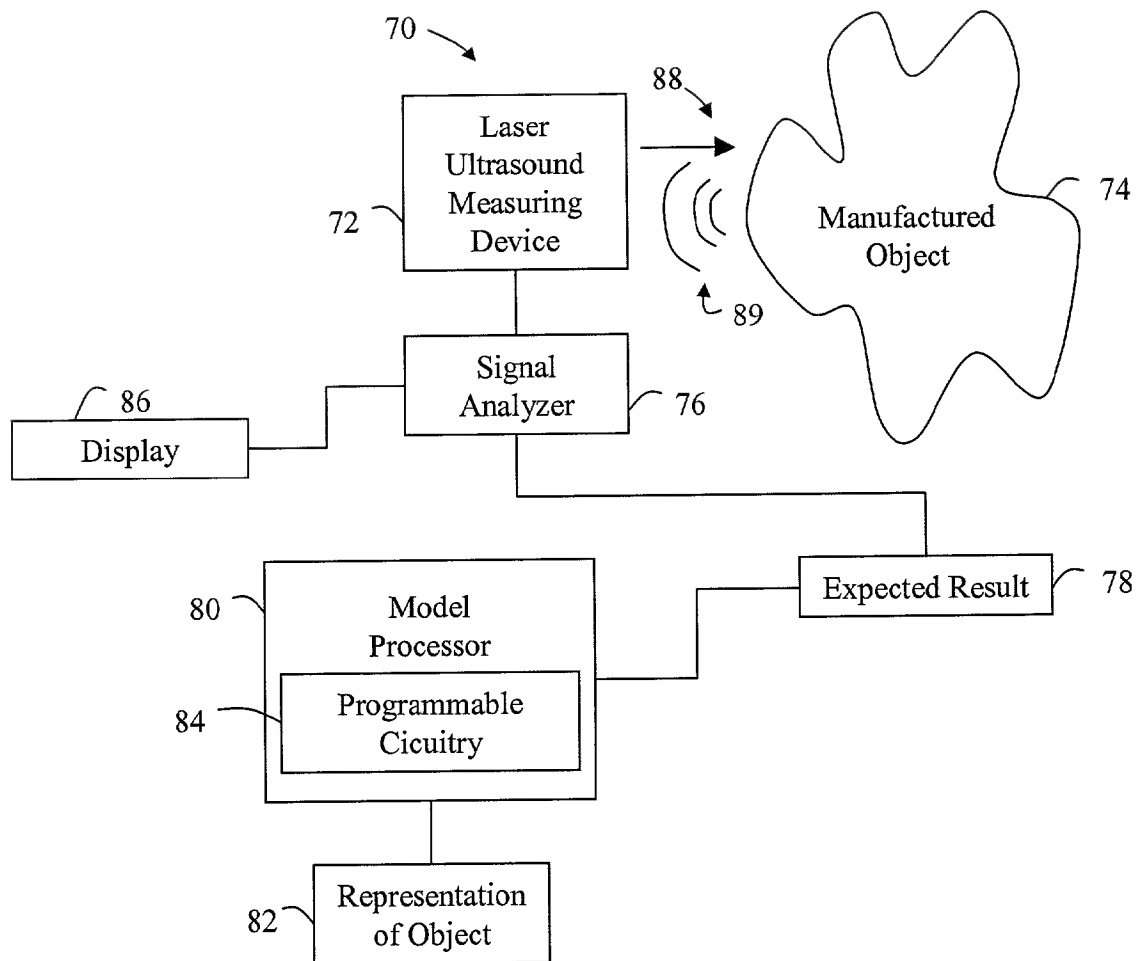 70
88
Laser
Ultrasound
Measuring
Device
72
74
Manufactured
Object
89
Signal
Analyzer
76
86
Display
Expected Result
78
80
Model
Processor
84
Programmable
Cicuitry
82
Representation
of Object